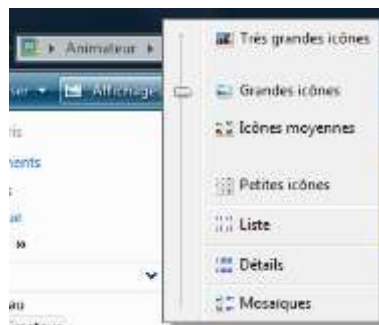 Animateur
Affichage
Très grandes icônes
Grandes icônes
Icônes moyennes
Petites icônes
Liste
Détails
Mosaïques